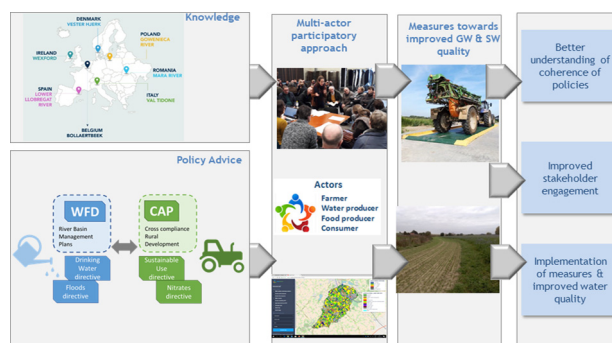 Knowledge
DENMARK
VESTER HJERK
POLAND
GOWIENICA
RIVER
IRELAND
WEXFORD
ROMANIA
MARA RIVER
SPAIN
LOWER
LLOBREGAT
RIVER
ITALY
VAL TIDONE
BELGIUM
BOLLAERTBEEK
Policy Advice
WFD
River Basin
Management
Plans
Drinking
Water
directive
Floods
directive
CAP
Cross compliance
Rural
Development
Sustainable
Use
directive
Nitrates
directive
Multi-actor
participatory
approach
Actors
Farmer
Water producer
Food producer
Consumer
Measures towards
improved GW & SW
quality
Better
understanding of
coherence of
policies
Improved
stakeholder
engagement
Implementation
of measures &
improved water
quality